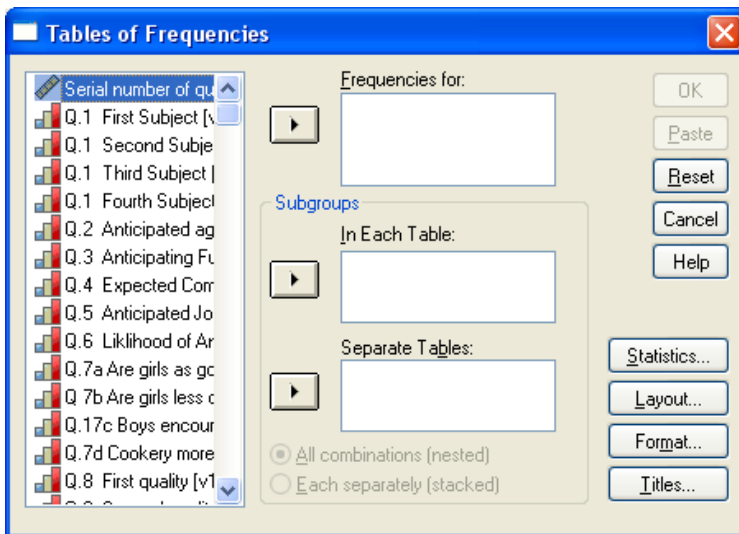 Tables of Frequencies
Serial number of qu
Q.1 First Subject [v
Q.1 Second Subje
Q.1 Third Subject [
Q.1 Fourth Subject
Q.2 Anticipated ag
Q.3 Anticipating Fu
Q.4 Expected Com
Q.5 Anticipated Jo
Q.6 Liklihood of Ar
Q.7a Are girls as go
Q 7b Are girls less c
Q.17c Boys encour
Q.7d Cookery more
Q.8 First quality [v1
Frequencies for:
Subgroups
In Each Table:
Separate Tables:
All combinations (nested)
Each separately (stacked)
OK
Paste
Reset
Cancel
Help
Statistics...
Layout...
Format...
Titles...